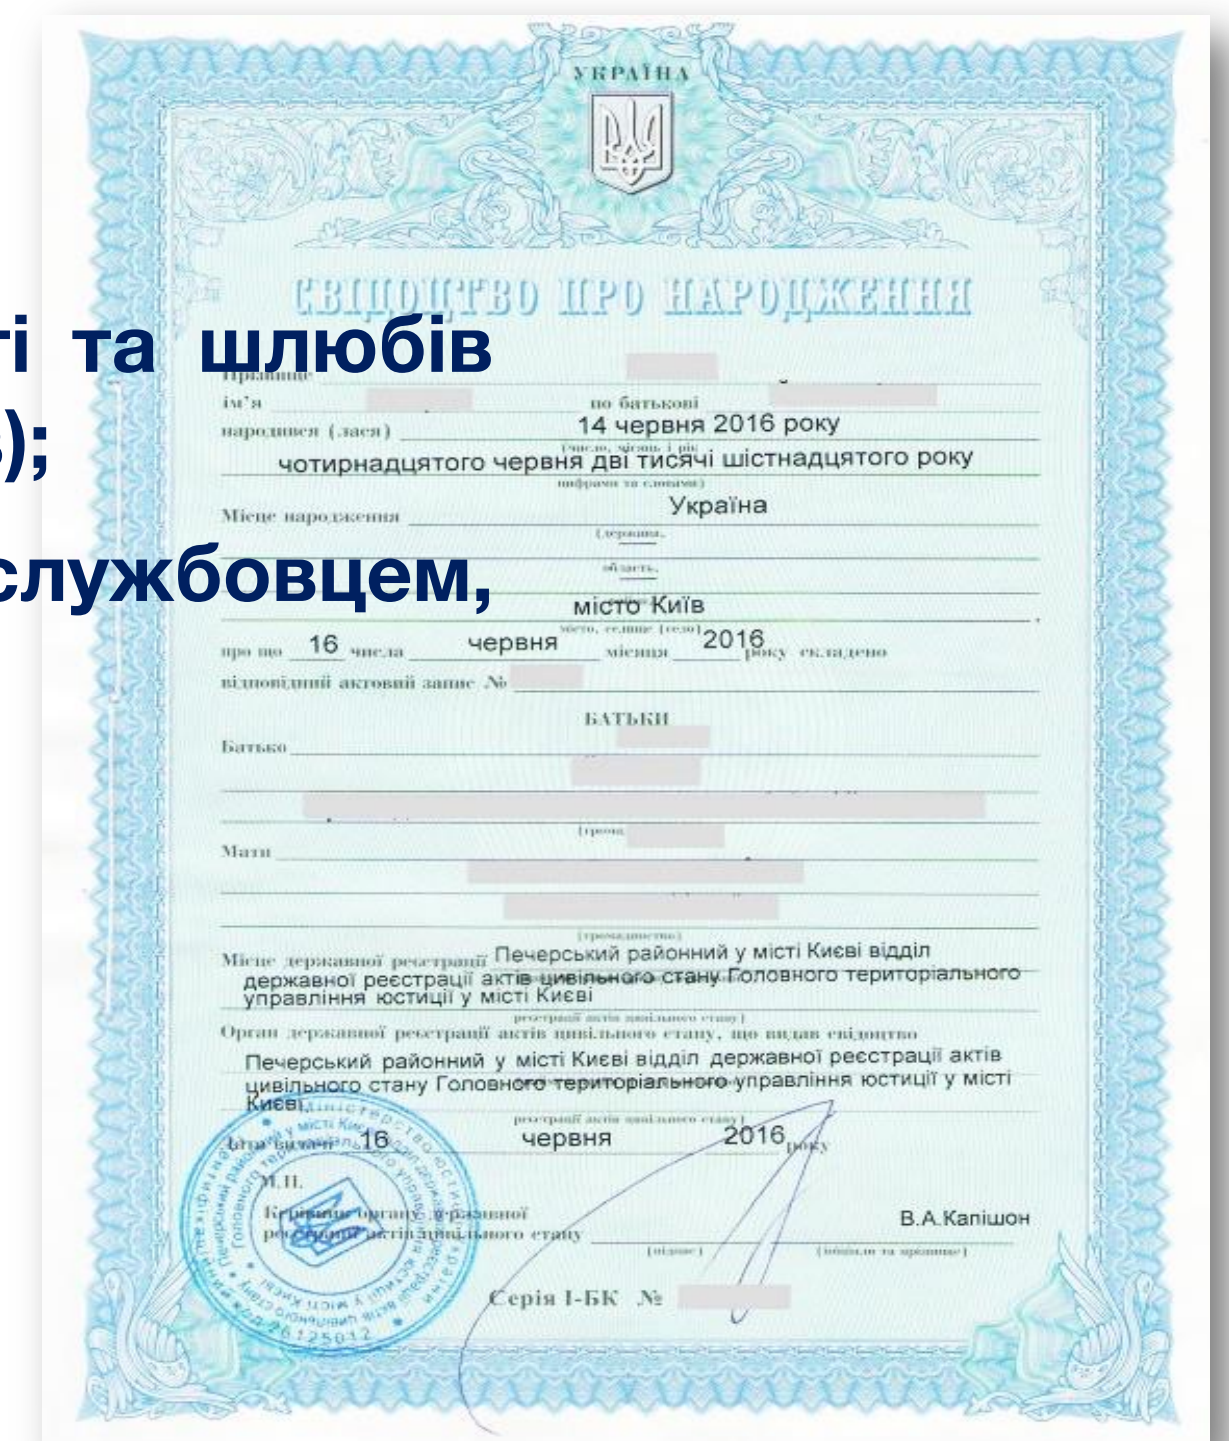 УКРАЇНА
СВІДОЦТВО ПРО НАРОДЖЕННЯ
ті та шлюбів
);
службовцем,
Прізвище
ім'я по батькові
народився (лася) 14 червня 2016 року
(число, місяць і рік
чотирнадцятого червня дві тисячі шістнадцятого року
цифрами та словами)
Місце народження Україна
(держава,
область,
місто Київ
місто, селище (село)
про що 16 числа червня місяця 2016 року складено
відповідний актовий запис №
БАТЬКИ
Батько
Мати
(громадянство)
Місце державної реєстрації Печерський районний у місті Києві відділ
державної реєстрації актів цивільного стану Головного територіального
управління юстиції у місті Києві
реєстрації актів цивільного стану)
Орган державної реєстрації актів цивільного стану, що видав свідоцтво
Печерський районний у місті Києві відділ державної реєстрації актів
цивільного стану Головного територіального управління юстиції у місті
Києві
реєстрації актів цивільного стану)
Дата видачі 16 червня 2016 року
М.П.
Керівник органу державної
реєстрації актів цивільного стану
В.А.Капішон
(підпис) (ініціали та прізвище)
Серія І-БК №
26125012